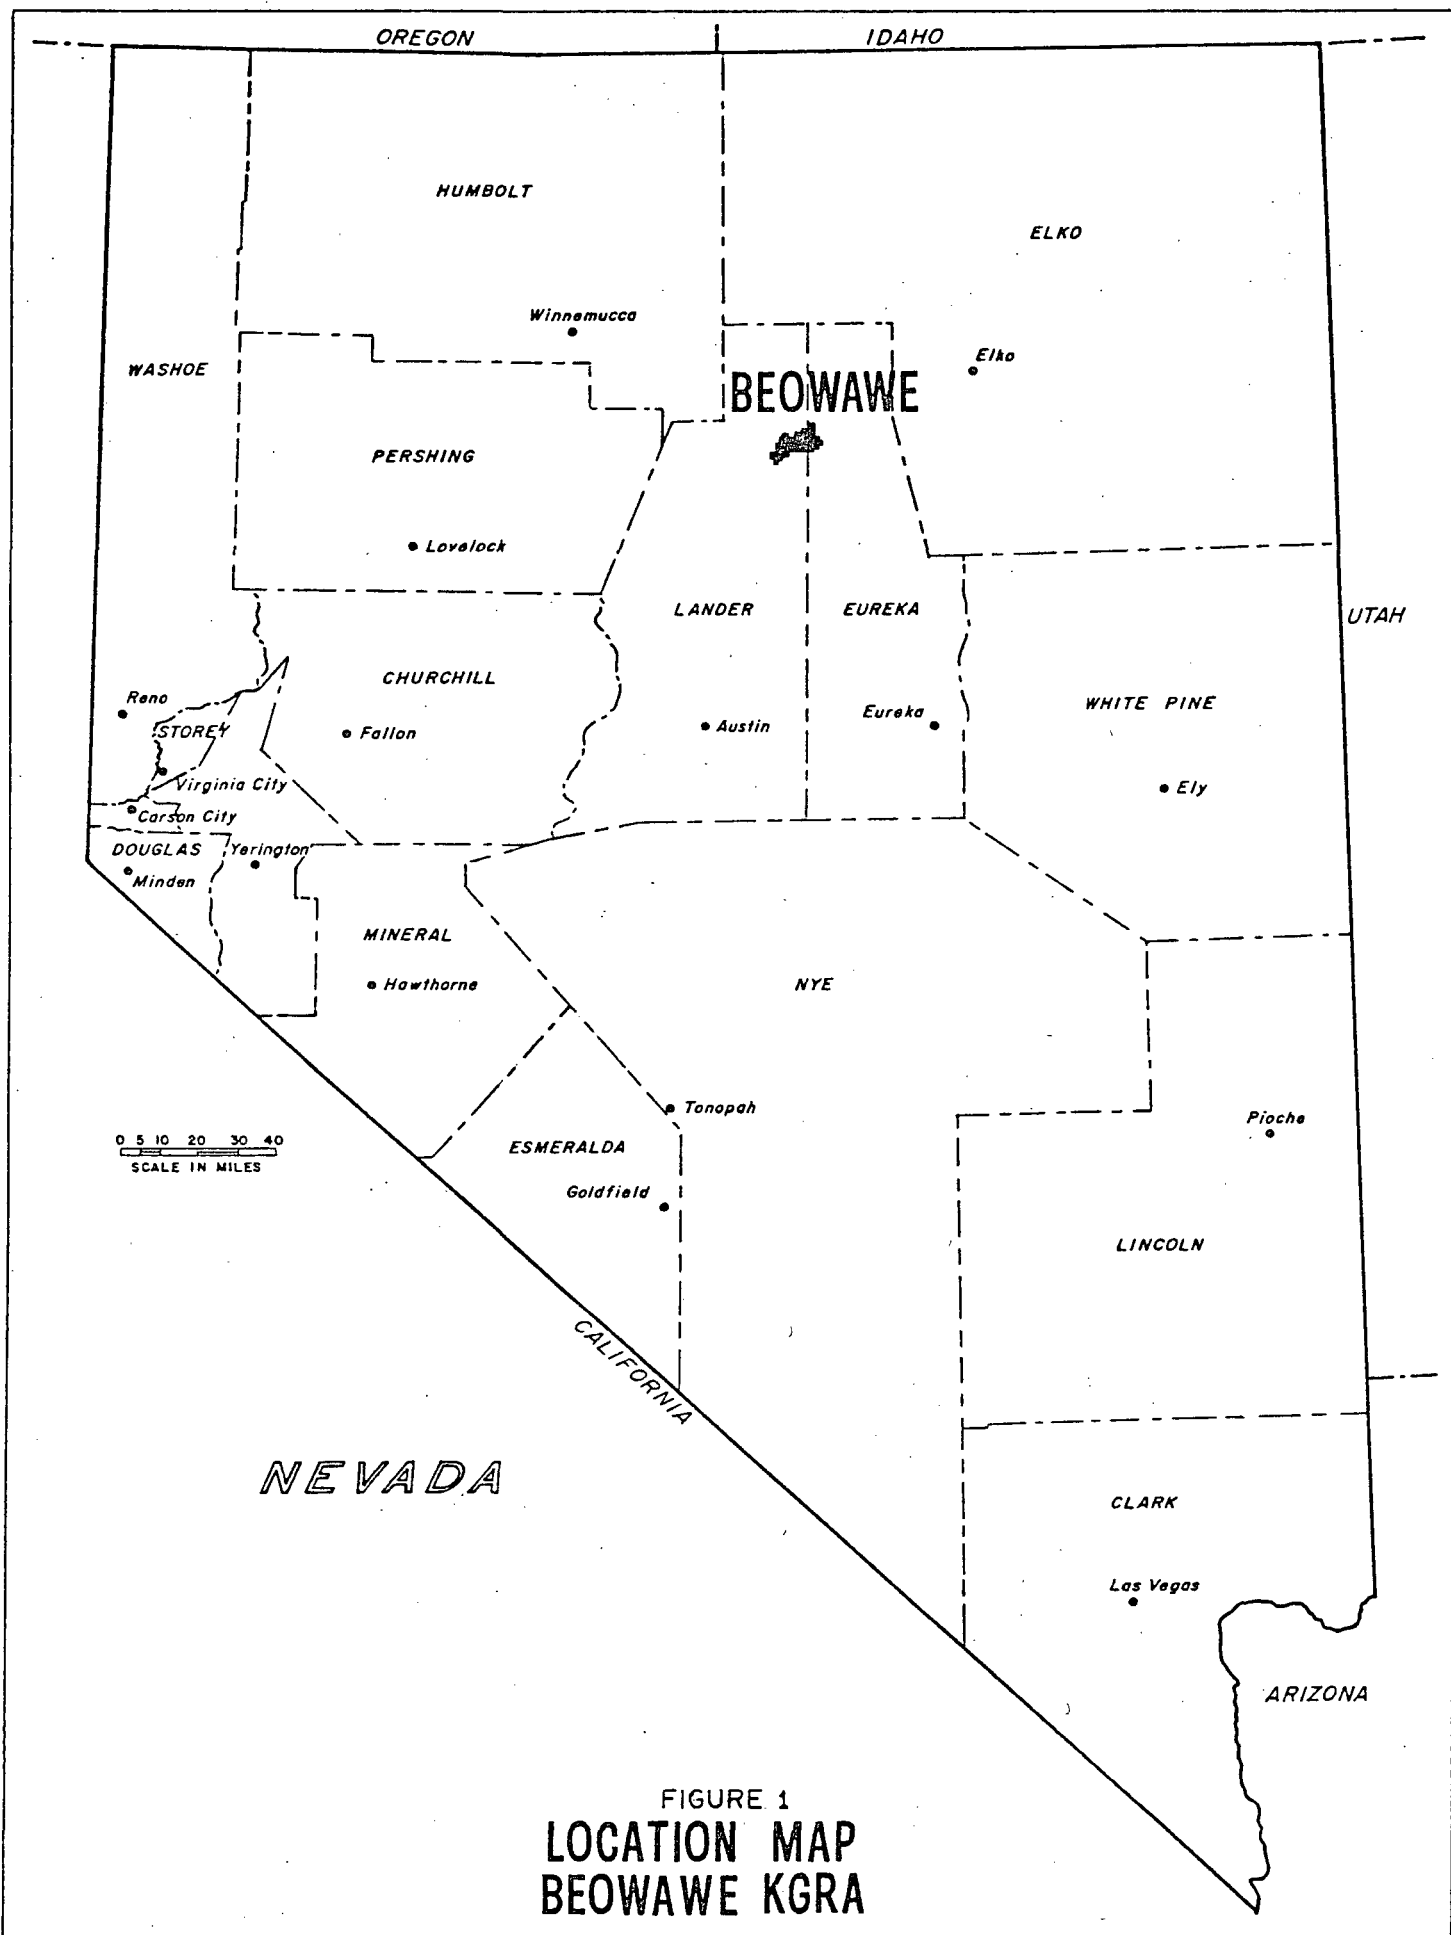 OREGON
IDAHO
HUMBOLT
ELKO
Winnemucca
Elko
WASHOE
BEOWAWE
PERSHING
Lovelock
LANDER
EUREKA
UTAH
CHURCHILL
WHITE PINE
Reno
STOREY
Fallon
Austin
Eureka
Virginia City
Ely
Carson City
DOUGLAS
Yerington
Minden
MINERAL
Hawthorne
NYE
Tonopah
Pioche
0 5 10 20 30 40
SCALE IN MILES
ESMERALDA
Goldfield
LINCOLN
CALIFORNIA
NEVADA
CLARK
Las Vegas
ARIZONA
FIGURE 1
LOCATION MAP
BEOWAWE KGRA